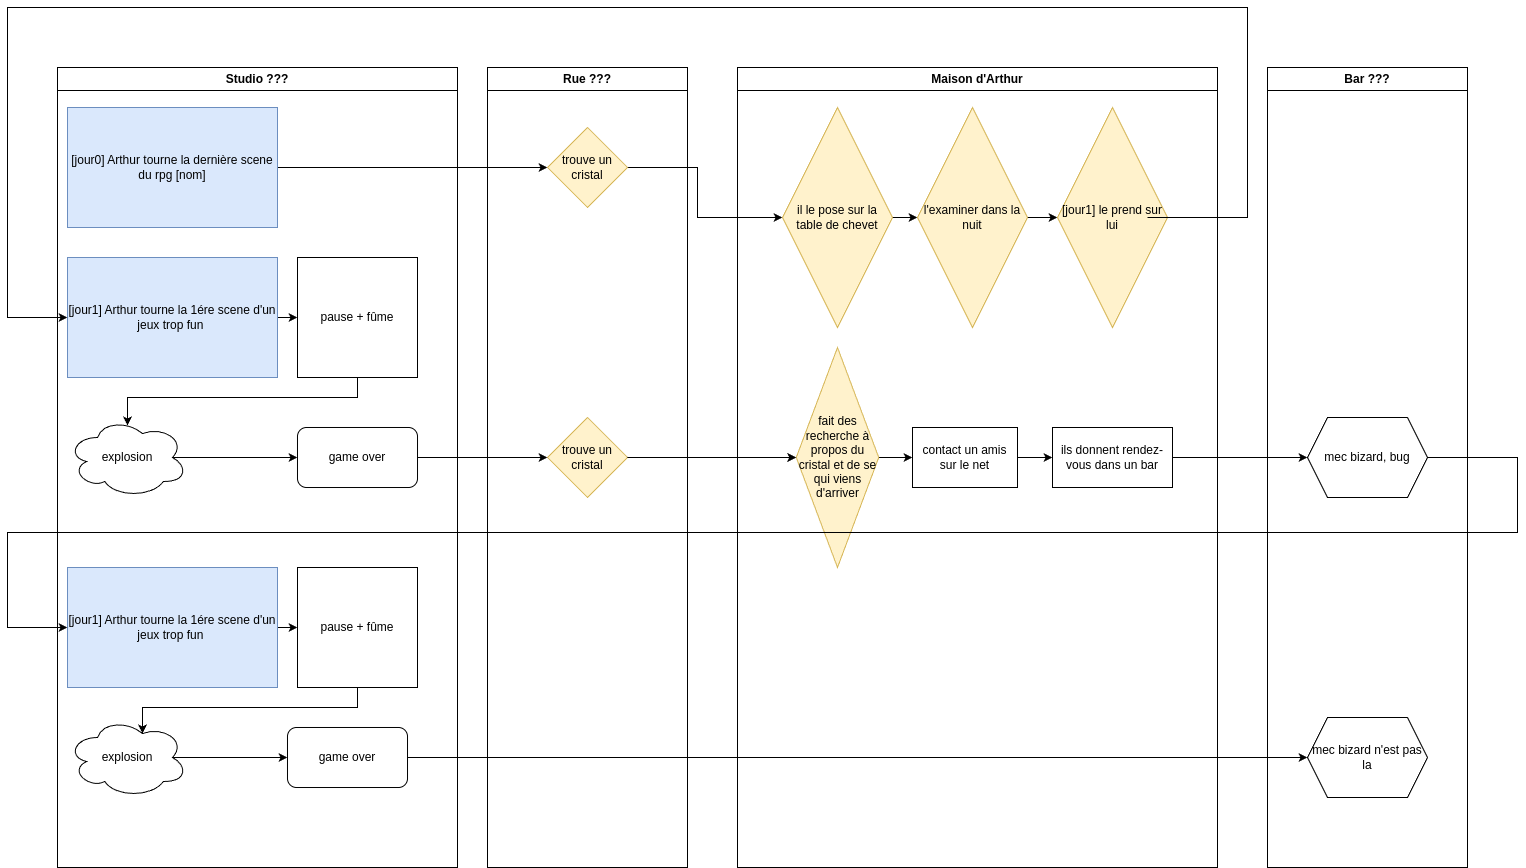 Studio ???
Rue ???
Maison d'Arthur
Bar ???
[jour0] Arthur tourne la dernière scene
du rpg [nom]
trouve un
cristal
il le pose sur la
table de chevet
l'examiner dans la
nuit
[jour1] le prend sur
lui
[jour1] Arthur tourne la 1ére scene d'un
jeux trop fun
pause + fûme
explosion
game over
trouve un
cristal
fait des
recherche à
propos du
cristal et de se
qui viens
d'arriver
contact un amis
sur le net
ils donnent rendez-
vous dans un bar
mec bizard, bug
[jour1] Arthur tourne la 1ére scene d'un
jeux trop fun
pause + fûme
explosion
game over
mec bizard n'est pas
la